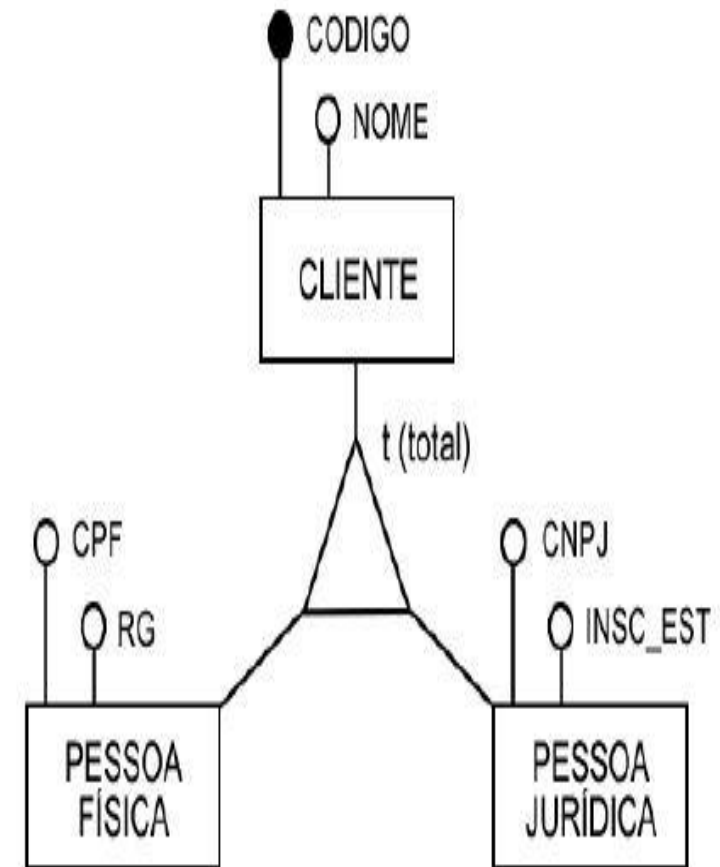 CODIGO
NOME
CLIENTE
t (total)
CPF
RG
CNPJ
INSC_EST
PESSOA
FÍSICA
PESSOA
JURÍDICA